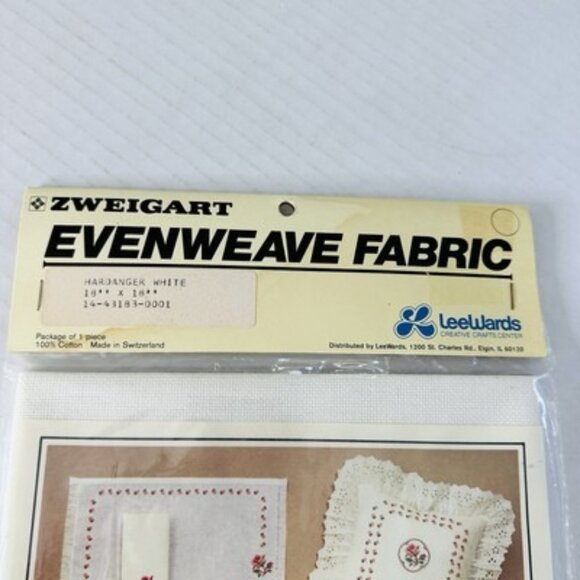 ZWEIGART
EVENWEAVE FABRIC
HARDANGER WHITE
18" X 18"
14-43183-0001
LeeWards
CREATIVE CRAFTS CENTER
Package of 1 piece
100% Cotton Made in Switzerland
Distributed by LeeWards, 1200 St. Charles Rd., Elgin, IL 60120